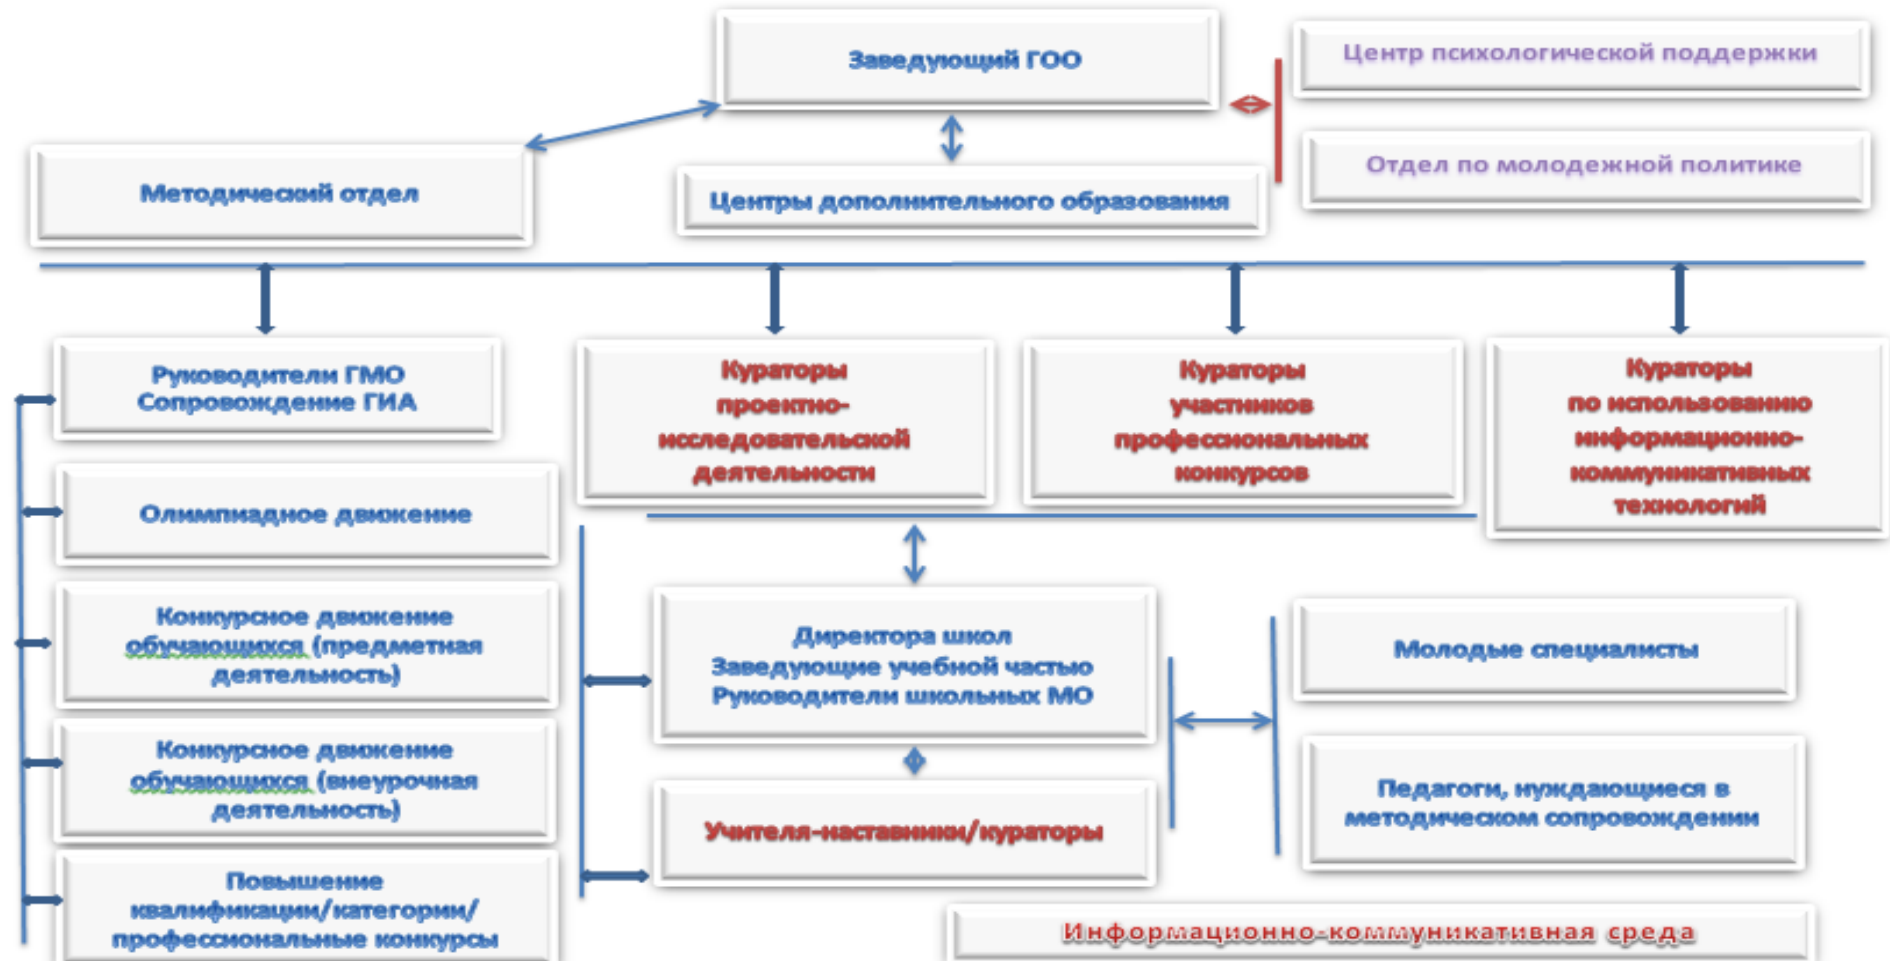 Заведующий ГОО
Центр психологической поддержки
Отдел по молодежной политике
Методический отдел
Центры дополнительного образования
Руководители ГМО
Сопровождение ГИА
Кураторы
проектно-
исследовательской
деятельности
Кураторы
участников
профессиональных
конкурсов
Кураторы
по использованию
информационно-
коммуникативных
технологий
Олимпиадное движение
Конкурсное движение
обучающихся (предметная
деятельность)
Конкурсное движение
обучающихся (внеурочная
деятельность)
Повышение
квалификации/категории/
профессиональные конкурсы
Директора школ
Заведующие учебной частью
Руководители школьных МО
Учителя-наставники/кураторы
Молодые специалисты
Педагоги, нуждающиеся в
методическом сопровождении
Информационно-коммуникативная среда